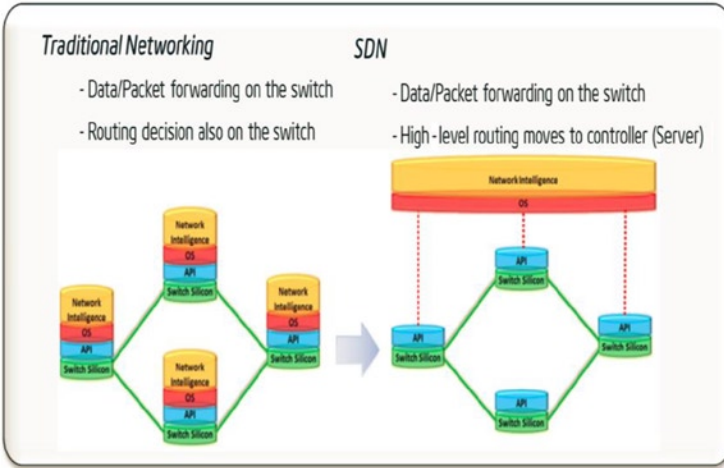 Traditional Networking
- Data/Packet forwarding on the switch
- Routing decision also on the switch
SDN
- Data/Packet forwarding on the switch
- High-level routing moves to controller (Server)
Network
Intelligence
OS
API
Switch Silicon
Network
Intelligence
OS
API
Switch Silicon
Network
Intelligence
OS
API
Switch Silicon
Network
Intelligence
OS
API
Switch Silicon
Network Intelligence
OS
API
Switch Silicon
API
Switch Silicon
API
Switch Silicon
API
Switch Silicon